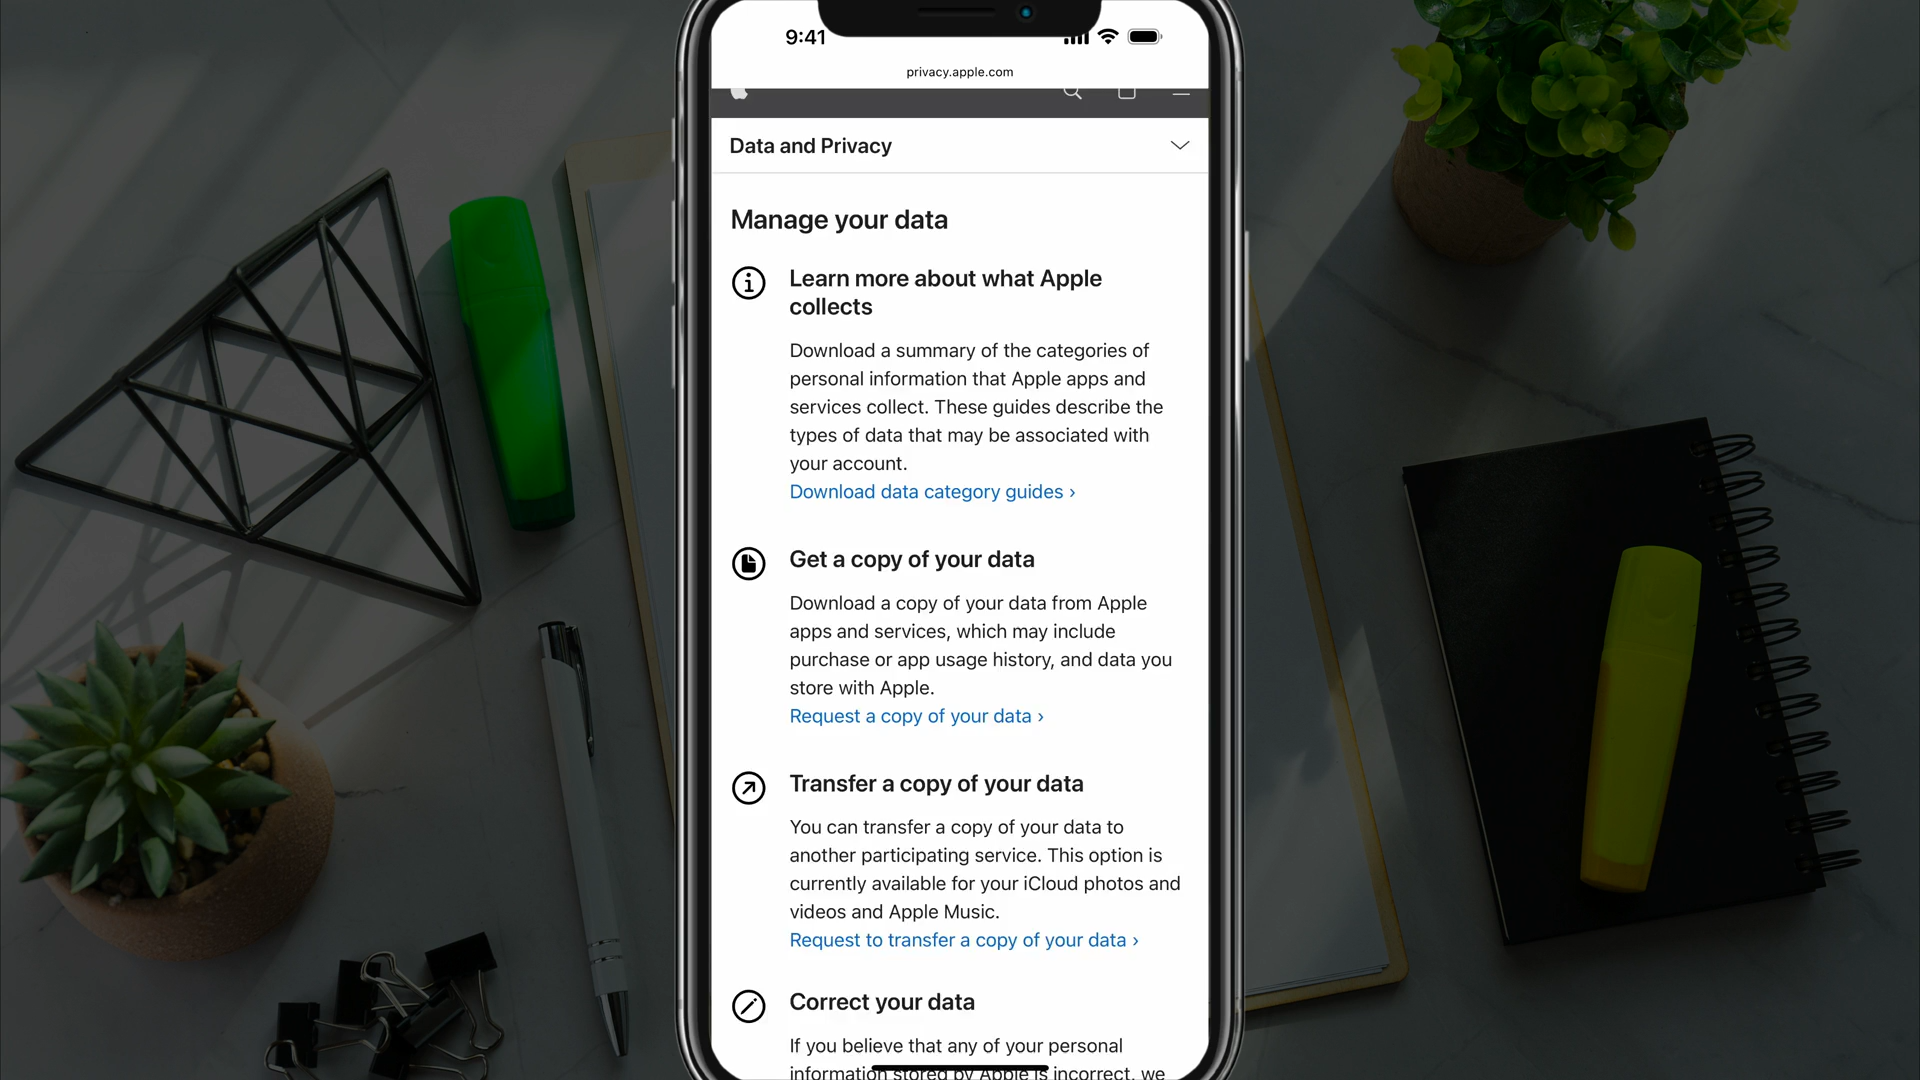 9:41
privacy.apple.com
Data and Privacy
Manage your data
Learn more about what Apple
collects
Download a summary of the categories of
personal information that Apple apps and
services collect. These guides describe the
types of data that may be associated with
your account.
Download data category guides ›
Get a copy of your data
Download a copy of your data from Apple
apps and services, which may include
purchase or app usage history, and data you
store with Apple.
Request a copy of your data ›
Transfer a copy of your data
You can transfer a copy of your data to
another participating service. This option is
currently available for your iCloud photos and
videos and Apple Music.
Request to transfer a copy of your data ›
Correct your data
If you believe that any of your personal
information stored by Apple is incorrect, we